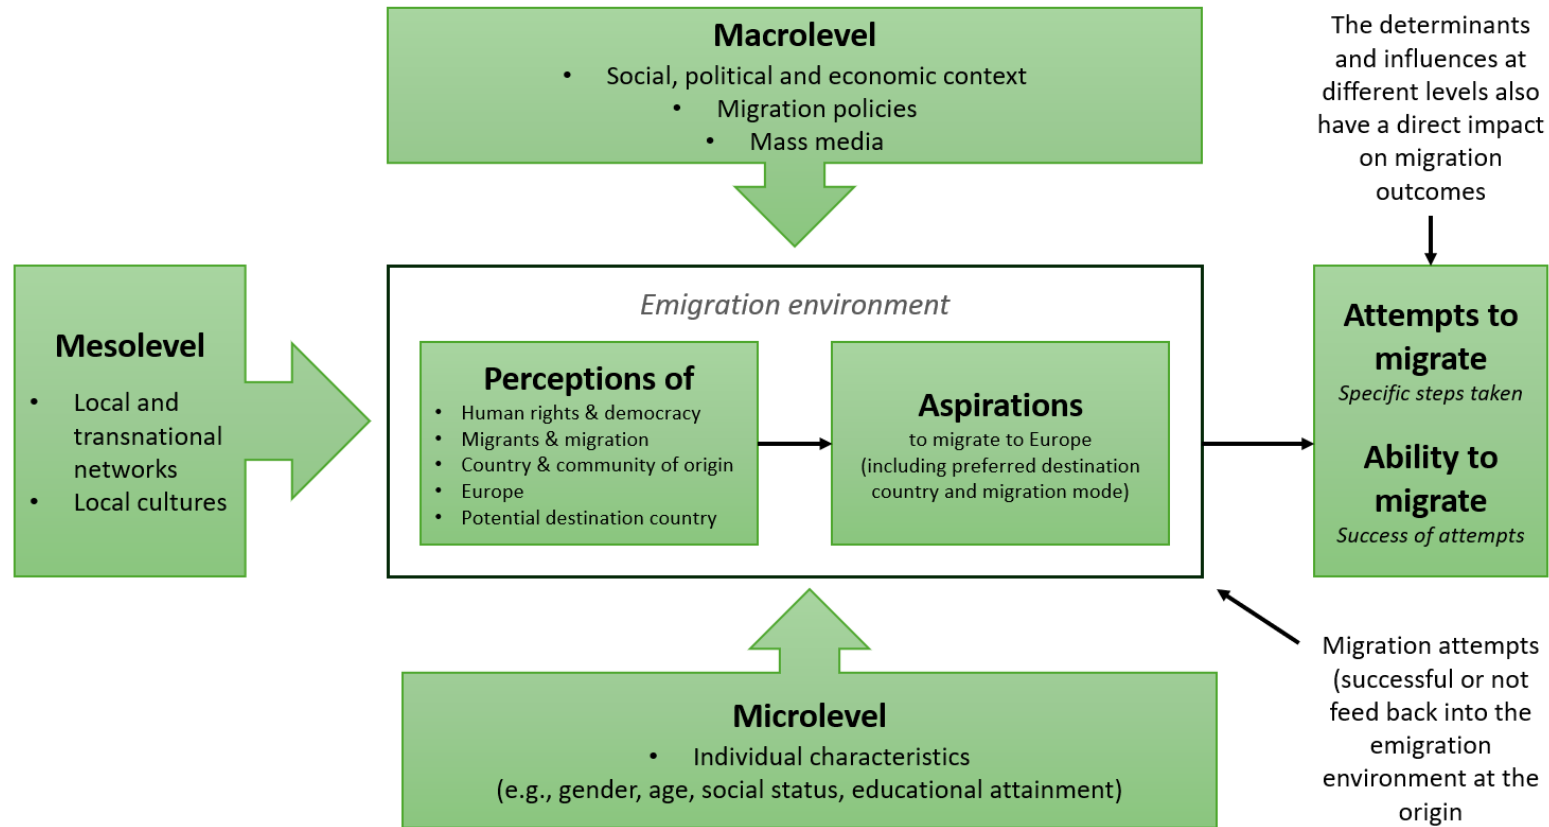 Macrolevel
• Social, political and economic context
• Migration policies
• Mass media
The determinants
and influences at
different levels also
have a direct impact
on migration
outcomes
Mesolevel
• Local and
transnational
networks
• Local cultures
Emigration environment
Perceptions of
• Human rights & democracy
• Migrants & migration
• Country & community of origin
• Europe
• Potential destination country
Aspirations
to migrate to Europe
(including preferred destination
country and migration mode)
Attempts to
migrate
Specific steps taken
Ability to
migrate
Success of attempts
Microlevel
• Individual characteristics
(e.g., gender, age, social status, educational attainment)
Migration attempts
(successful or not
feed back into the
emigration
environment at the
origin